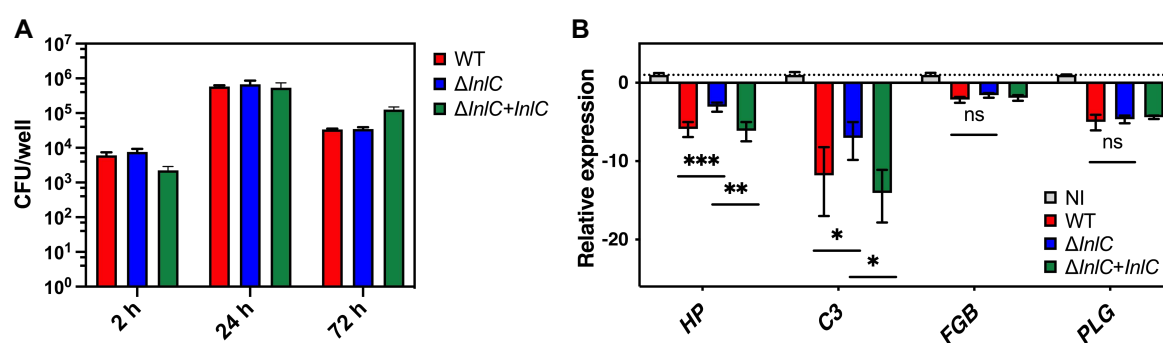 A
CFU/well
10⁷
10⁶
10⁵
10⁴
10³
10²
10¹
10⁰
2 h
24 h
72 h
WT
ΔInlC
ΔInlC+InlC
B
Relative expression
0
-10
-20
***
**
*
*
ns
ns
HP
C3
FGB
PLG
NI
WT
ΔInlC
ΔInlC+InlC